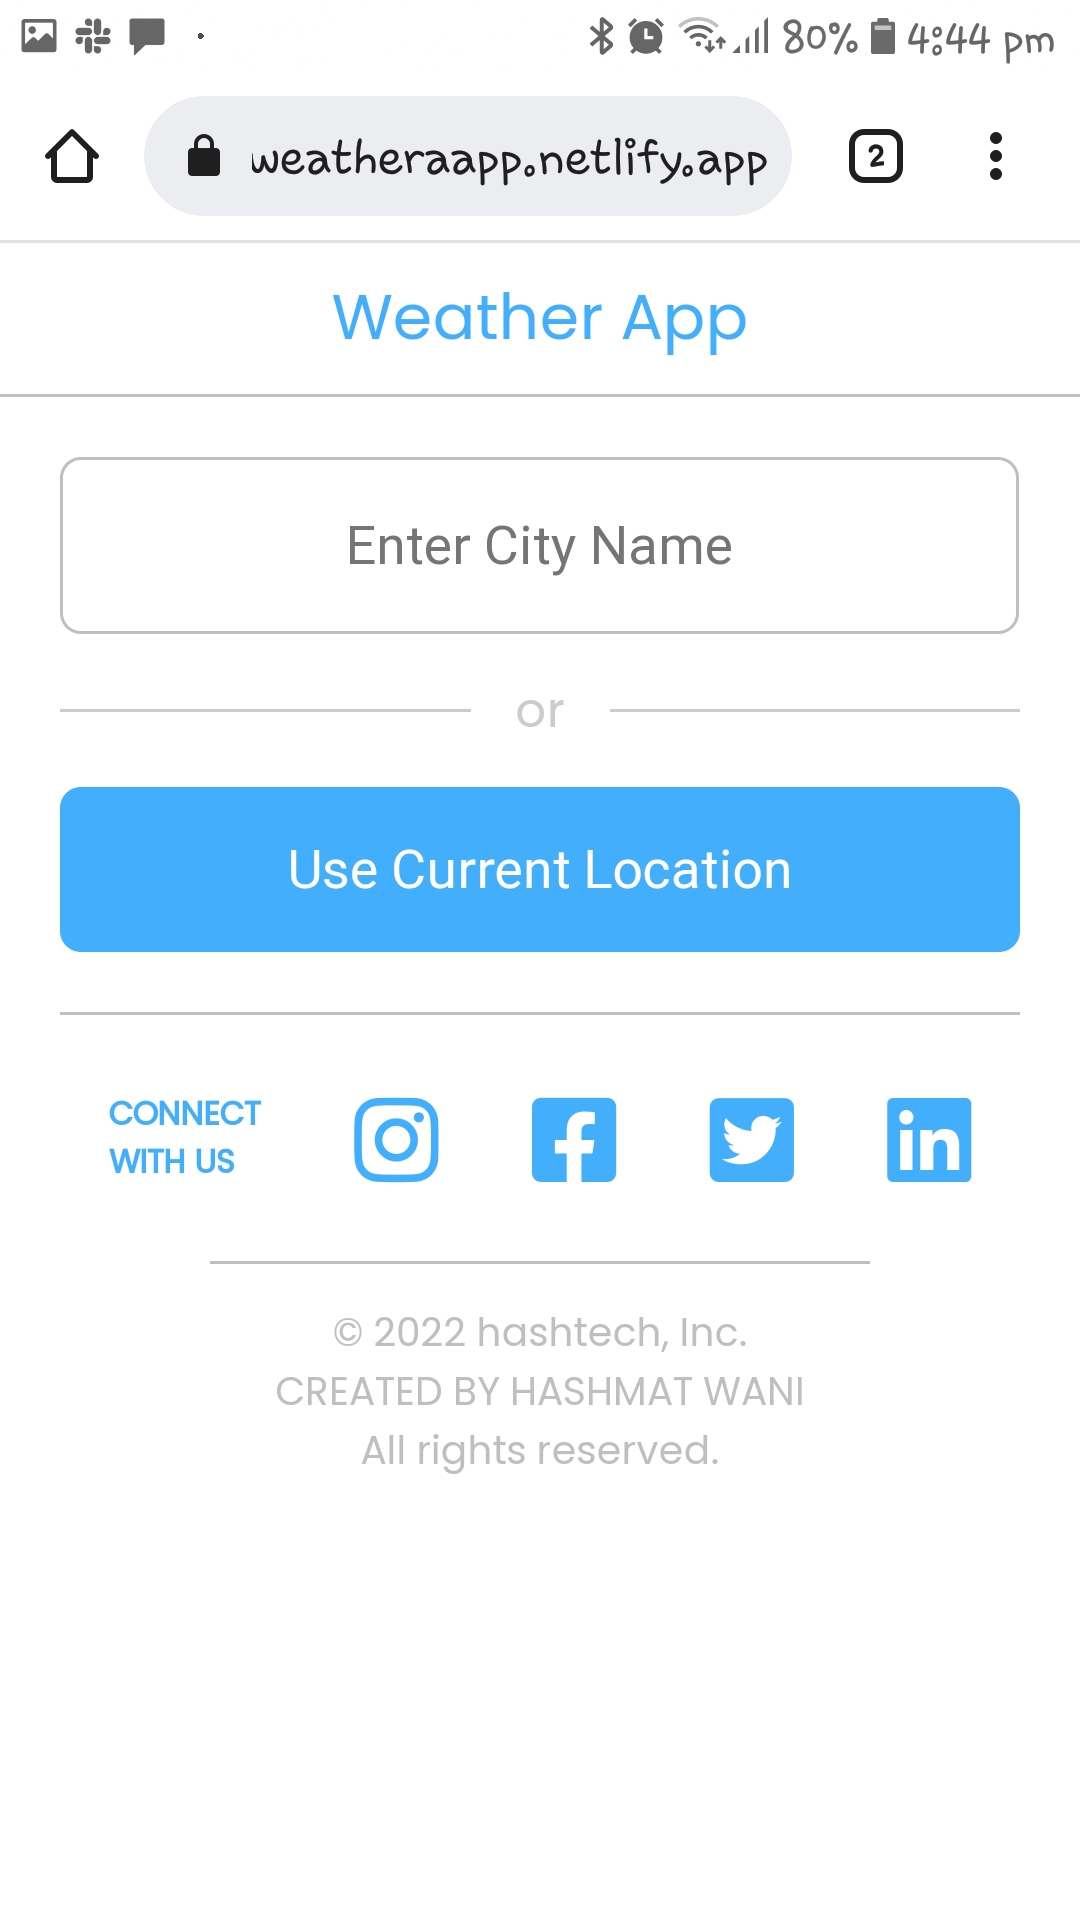 80% 4:44 pm
weatheraapp.netlify.app 2
Weather App
Enter City Name
or
Use Current Location
CONNECT
WITH US
© 2022 hashtech, Inc.
CREATED BY HASHMAT WANI
All rights reserved.